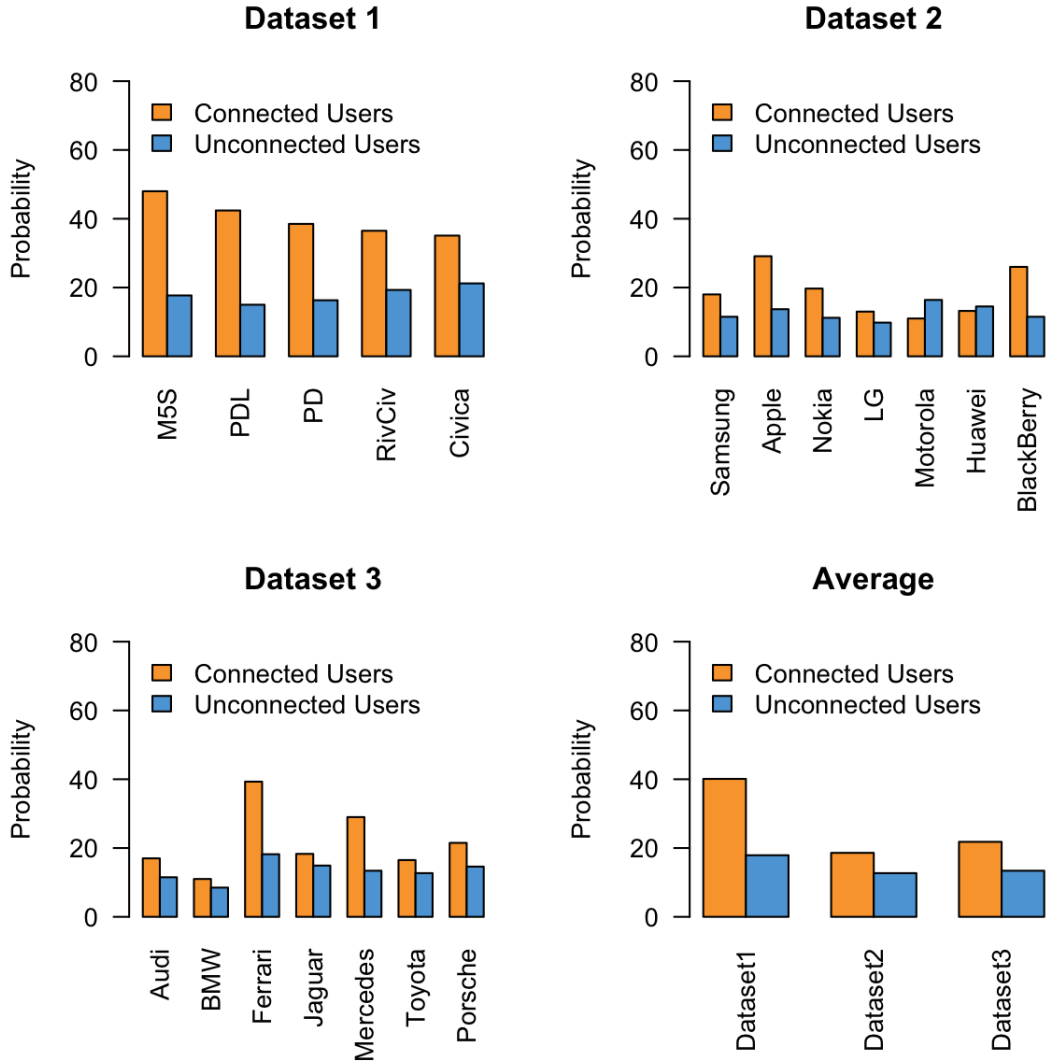 Dataset 1
Probability
80
60
40
20
0
Connected Users
Unconnected Users
M5S
PDL
PD
RivCiv
Civica
Dataset 2
Probability
80
60
40
20
0
Connected Users
Unconnected Users
Samsung
Apple
Nokia
LG
Motorola
Huawei
BlackBerry
Dataset 3
Probability
80
60
40
20
0
Connected Users
Unconnected Users
Audi
BMW
Ferrari
Jaguar
Mercedes
Toyota
Porsche
Average
Probability
80
60
40
20
0
Connected Users
Unconnected Users
Dataset1
Dataset2
Dataset3